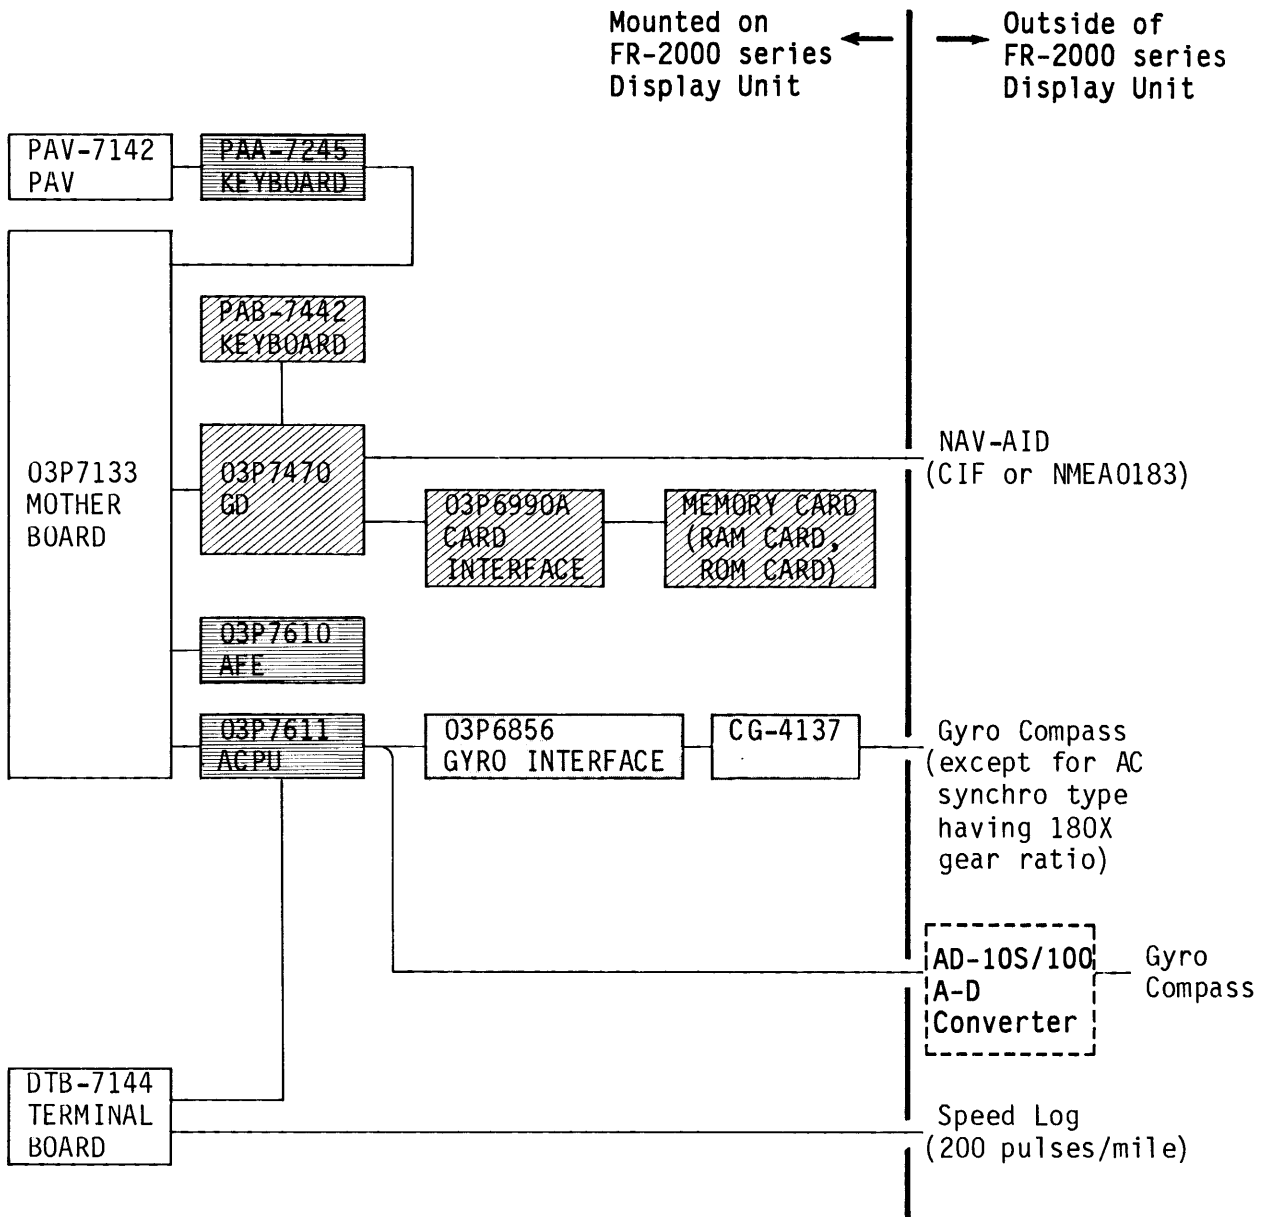 Mounted on
FR-2000 series
Display Unit
Outside of
FR-2000 series
Display Unit
PAV-7142
PAV
PAA-7245
KEYBOARD
PAB-7442
KEYBOARD
03P7133
MOTHER
BOARD
03P7470
GD
NAV-AID
(CIF or NMEA0183)
03P6990A
CARD
INTERFACE
MEMORY CARD
(RAM CARD,
ROM CARD)
03P7610
AFE
03P7611
ACPU
03P6856
GYRO INTERFACE
CG-4137
Gyro Compass
(except for AC
synchro type
having 180X
gear ratio)
AD-10S/100
A-D
Converter
Gyro
Compass
DTB-7144
TERMINAL
BOARD
Speed Log
(200 pulses/mile)